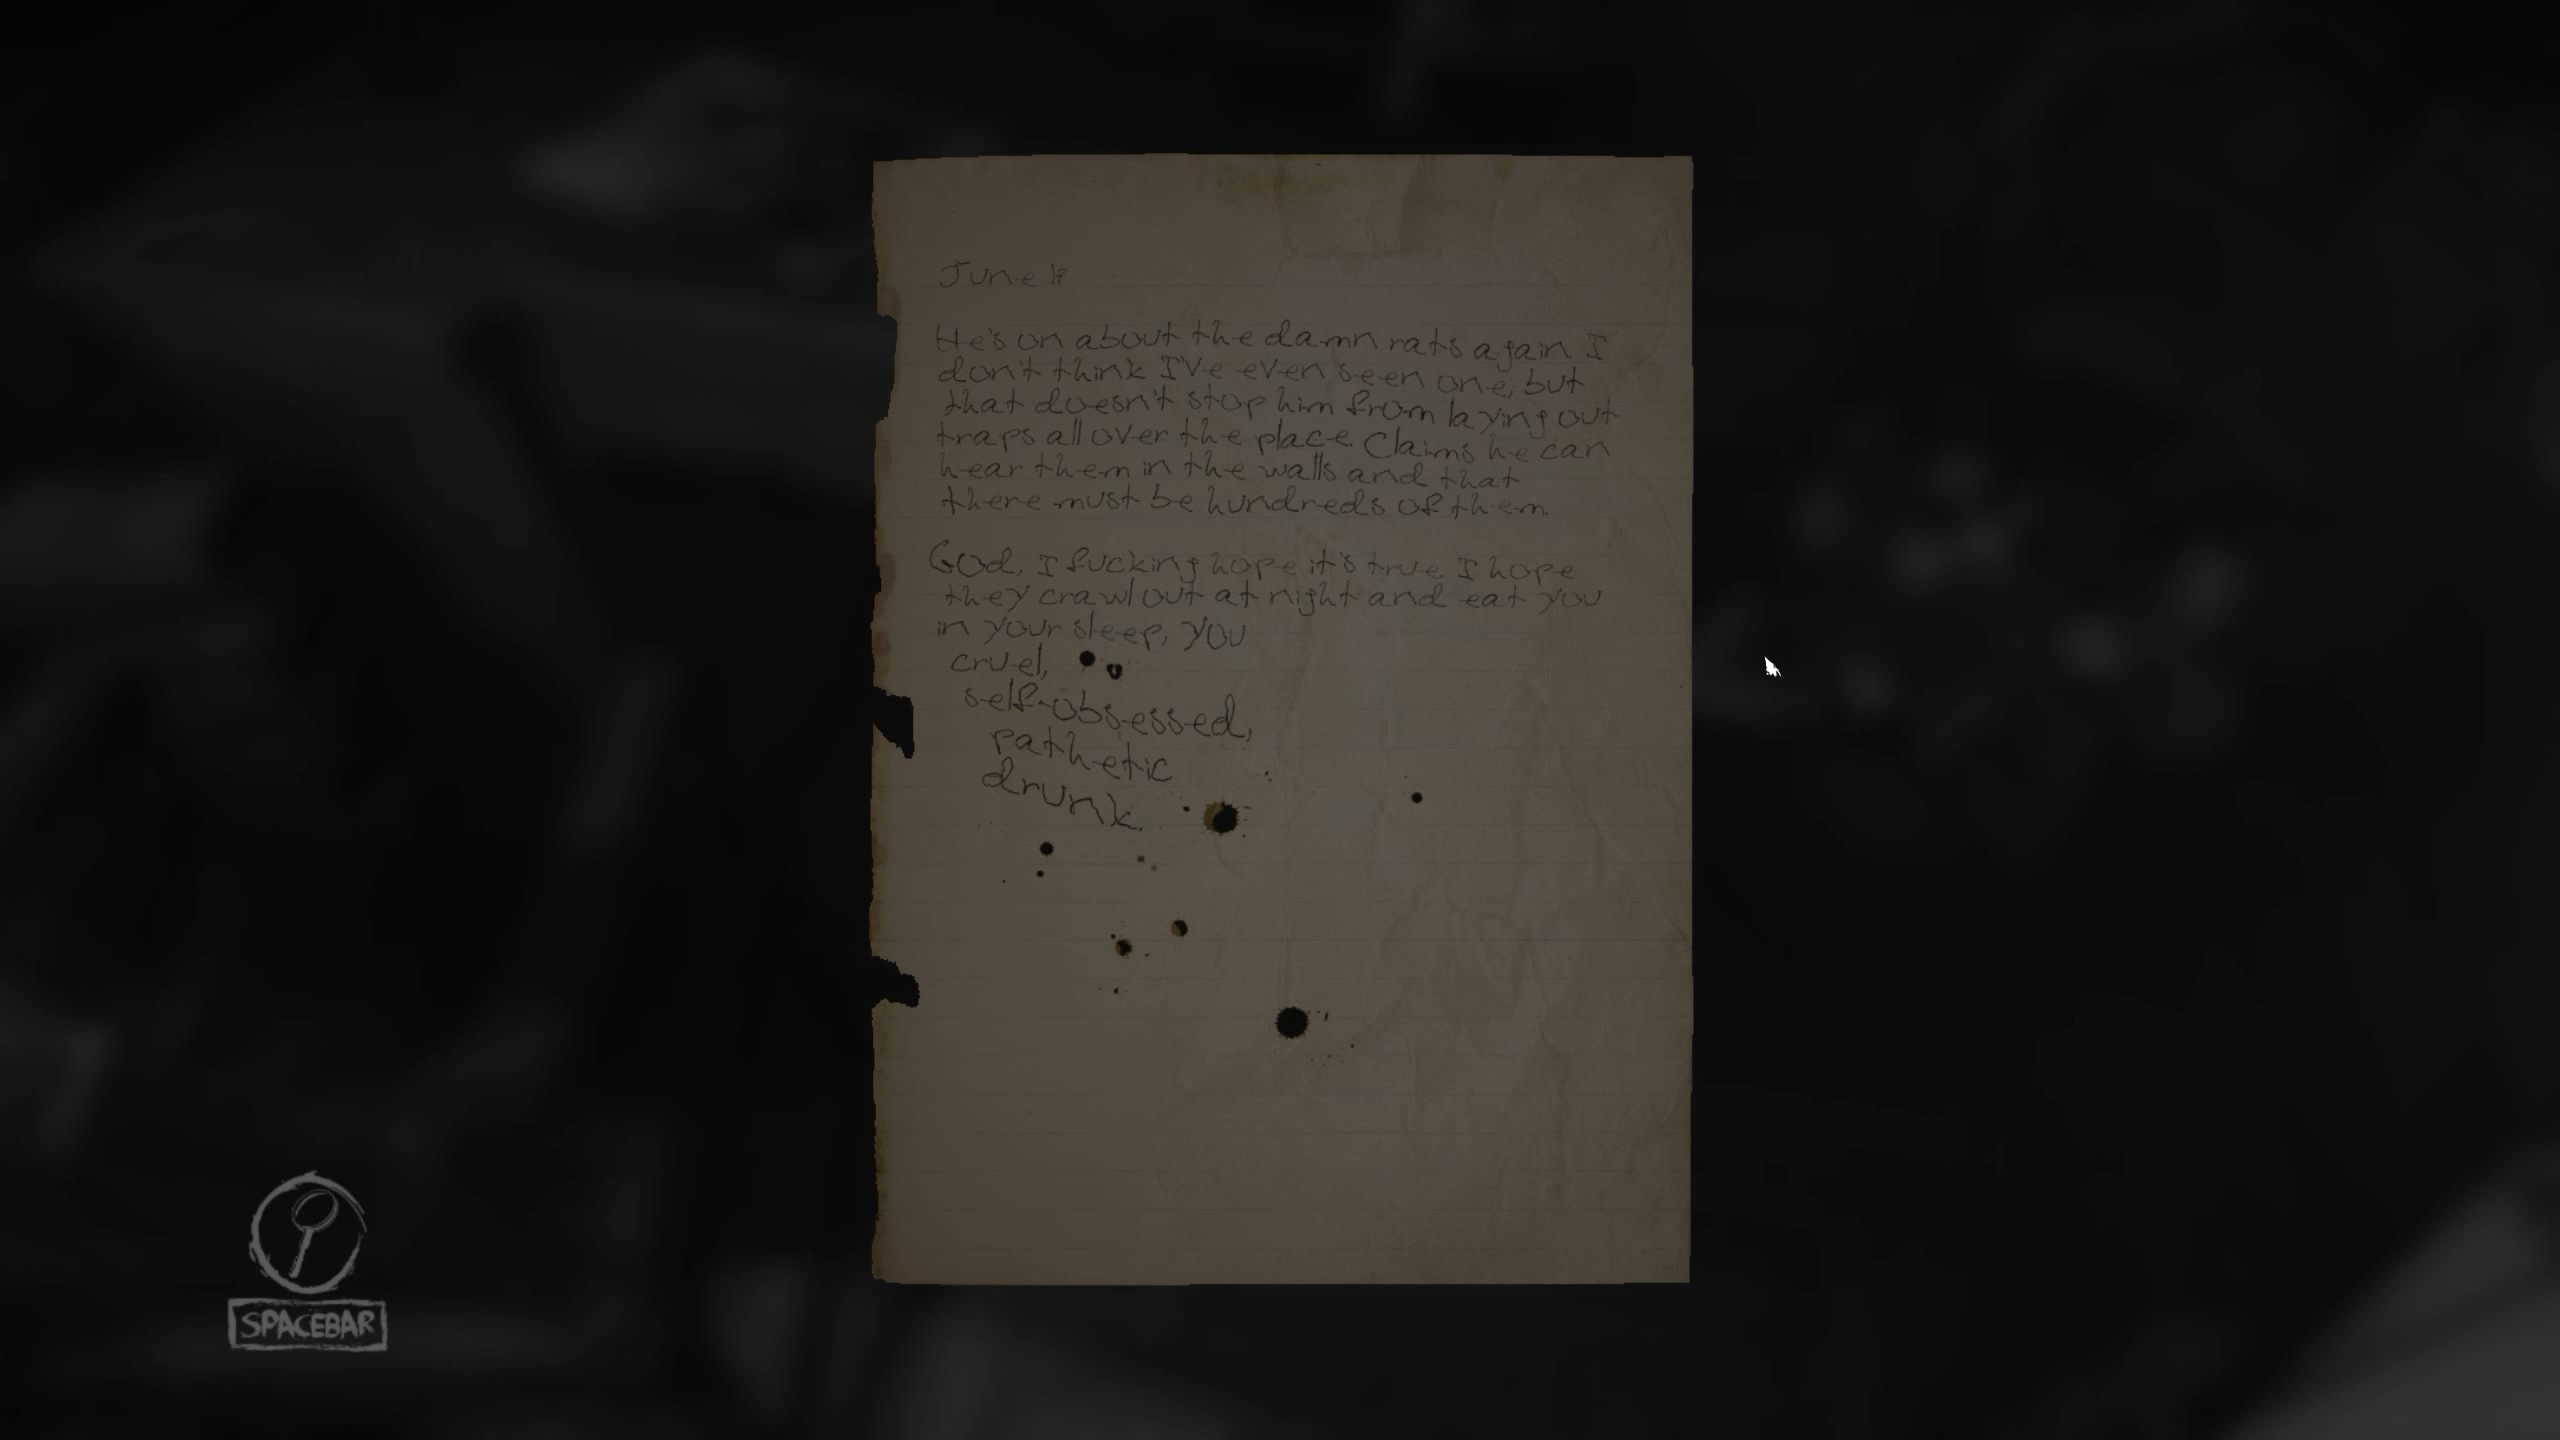 June 17
He's on about the damn rats again. I
don't think I've even seen one, but
that doesn't stop him from laying out
traps all over the place. Claims he can
hear them in the walls and that
there must be hundreds of them.
God, I fucking hope it's true. I hope
they crawl out at night and eat you
in your sleep, you
cruel,
self-obsessed,
pathetic
drunk.
SPACEBAR